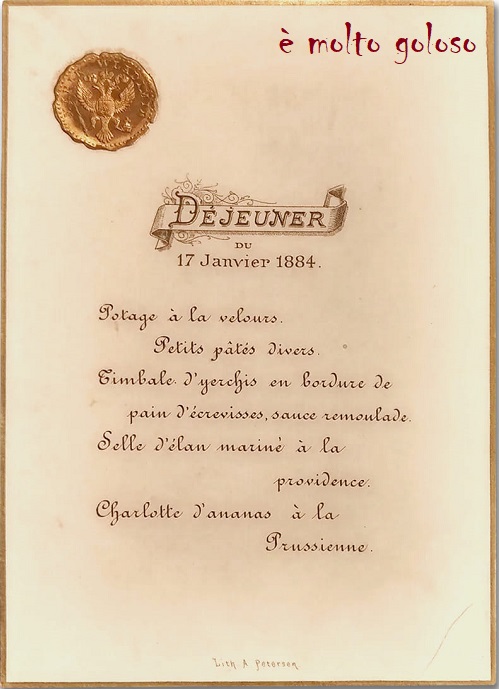 è molto goloso
DÉJEUNER
DU
17 Janvier 1884.
Potage à la velours.
Petits pâtés divers.
Timbale d'yerchis en bordure de
pain d'écrevisses, sauce remoulade.
Selle d'élan mariné à la
providence.
Charlotte d'ananas à la
Prussienne.
Lith. A. Petersen